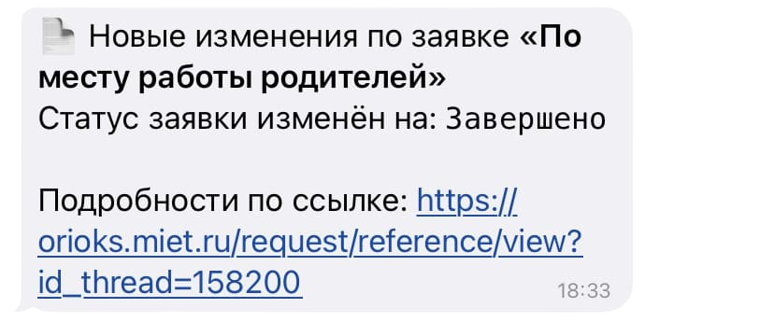 Новые изменения по заявке «По
месту работы родителей»
Статус заявки изменён на: Завершено
Подробности по ссылке: https://
orioks.miet.ru/request/reference/view?
id_thread=158200
18:33